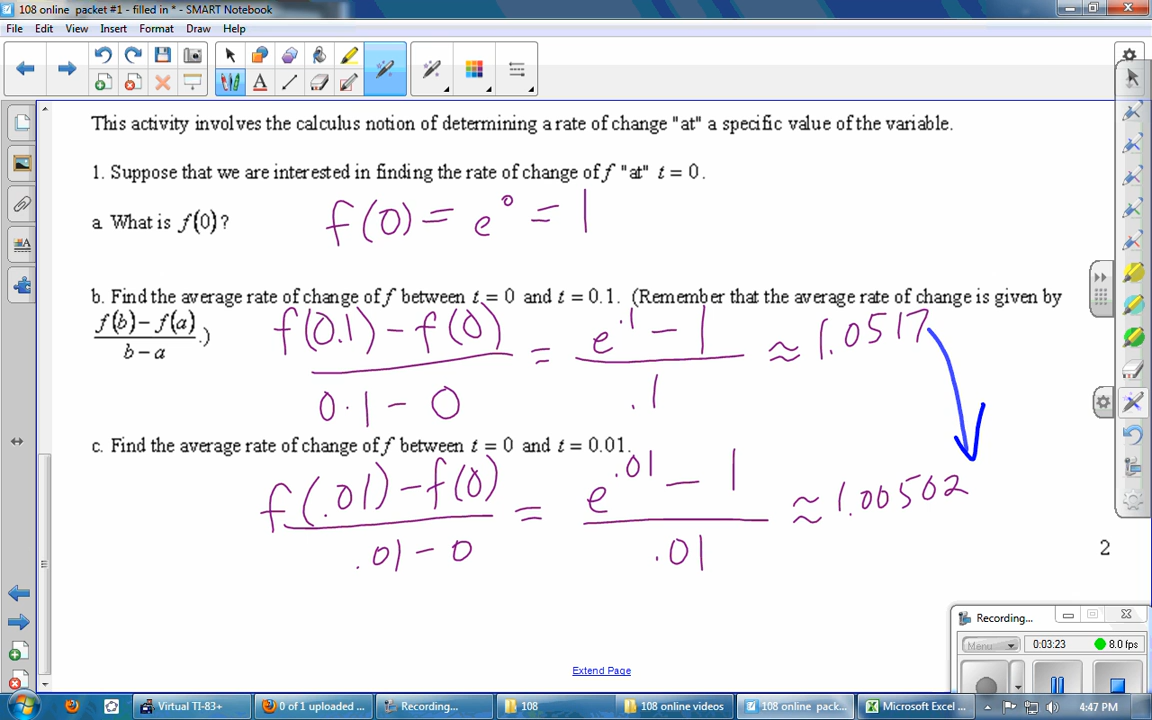 108 online packet #1 - filled in * - SMART Notebook
File Edit View Insert Format Draw Help
This activity involves the calculus notion of determining a rate of change "at" a specific value of the variable.
1. Suppose that we are interested in finding the rate of change of f "at" t = 0.
a. What is f(0)?
f(0) = e^0 = 1
b. Find the average rate of change of f between t = 0 and t = 0.1. (Remember that the average rate of change is given by
f(b) – f(a)
b – a
.)
f(0.1) – f(0)
0.1 – 0
=
e^.1 – 1
.1
≈ 1.0517
c. Find the average rate of change of f between t = 0 and t = 0.01.
f(.01) – f(0)
.01 – 0
=
e^.01 – 1
.01
≈ 1.00502
2
Extend Page
Recording...
Menu
0:03:23
8.0 fps
Virtual TI-83+
0 of 1 uploaded ...
Recording...
108
108 online videos
108 online pack...
Microsoft Excel ...
4:47 PM